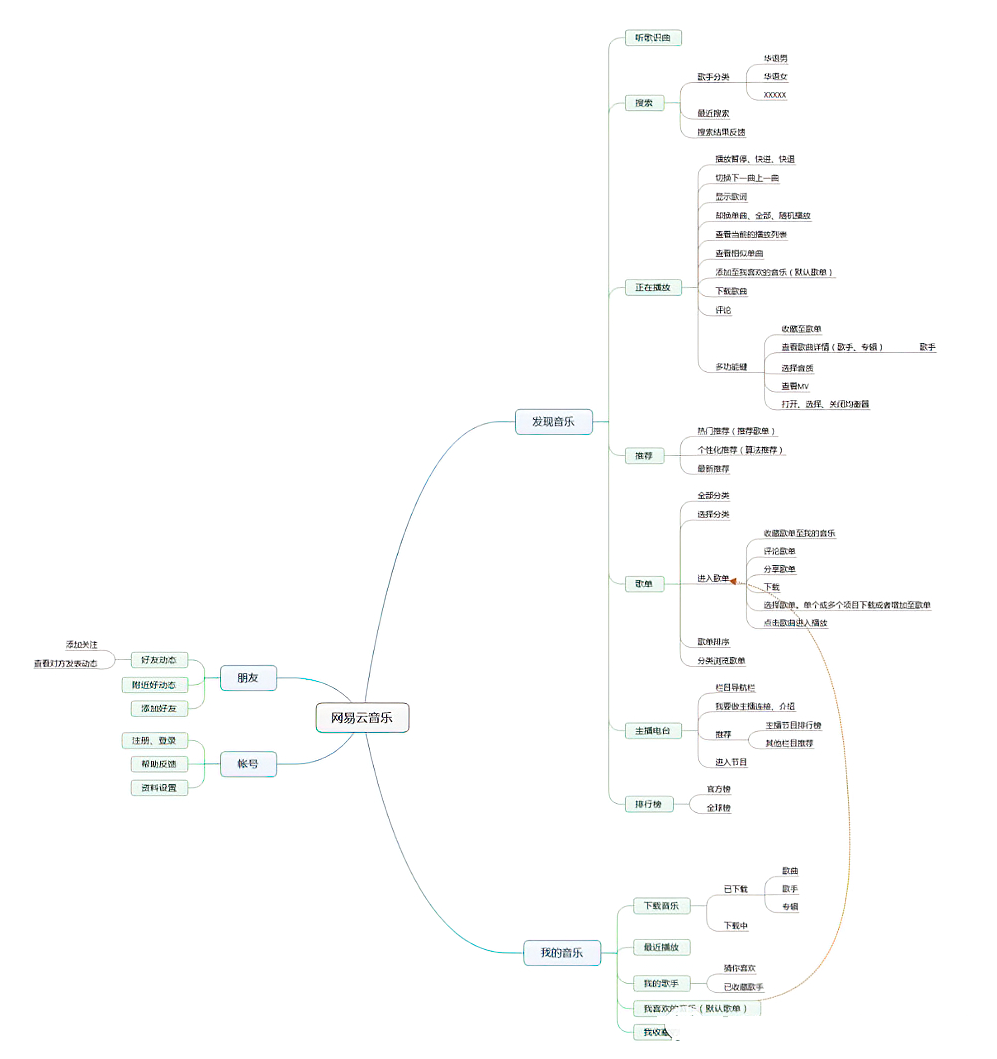 网易云音乐
发现音乐
听歌识曲
搜索
歌手分类
华语男
华语女
XXXXX
最近搜索
搜索结果反馈
正在播放
播放暂停、快进、快退
切换下一曲上一曲
显示歌词
却换单曲、全部、随机播放
查看当前的播放列表
查看相似单曲
添加至我喜欢的音乐（默认歌单）
下载歌曲
评论
多功能键
收藏至歌单
查看歌曲详情（歌手、专辑）
歌手
选择音质
查看MV
打开、选择、关闭均衡器
推荐
热门推荐（推荐歌单）
个性化推荐（算法推荐）
最新推荐
歌单
全部分类
选择分类
进入歌单
收藏歌单至我的音乐
评论歌单
分享歌单
下载
选择歌单，单个或多个项目下载或者增加至歌单
点击歌曲进入播放
歌单排序
分类浏览歌单
主播电台
栏目导航栏
我要做主播连接、介绍
推荐
主播节目排行榜
其他栏目推荐
进入节目
排行榜
官方榜
全球榜
朋友
好友动态
添加关注
查看对方发表动态
附近好动态
添加好友
帐号
注册、登录
帮助反馈
资料设置
我的音乐
下载音乐
已下载
歌曲
歌手
专辑
下载中
最近播放
我的歌手
猜你喜欢
已收藏歌手
我喜欢的音乐（默认歌单）
我收藏